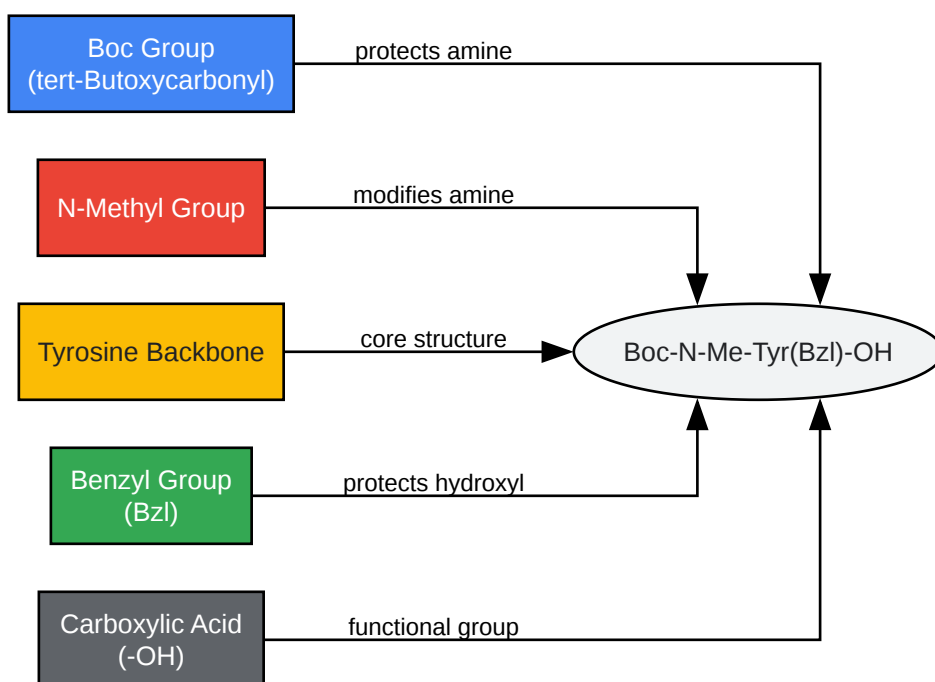 Boc Group
(tert-Butoxycarbonyl)
protects amine
N-Methyl Group
modifies amine
Tyrosine Backbone
core structure
Boc-N-Me-Tyr(Bzl)-OH
Benzyl Group
(Bzl)
protects hydroxyl
Carboxylic Acid
(-OH)
functional group